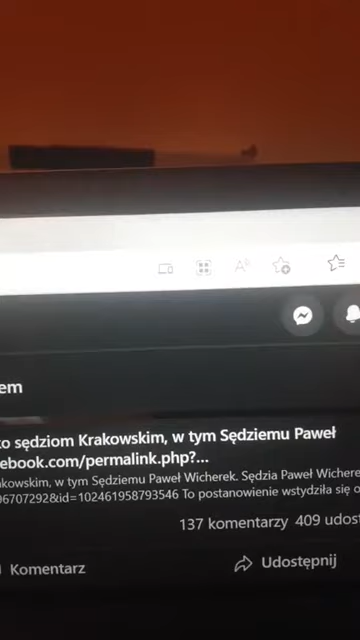 em
ko sędziom Krakowskim, w tym Sędziemu Paweł
ebook.com/permalink.php?...
akowskim, w tym Sędziemu Paweł Wicherek. Sędzia Paweł Wichere
96707292&id=102461958793546 To postanowienie wstydziła się o
137 komentarzy 409 udost
Komentarz
Udostępnij